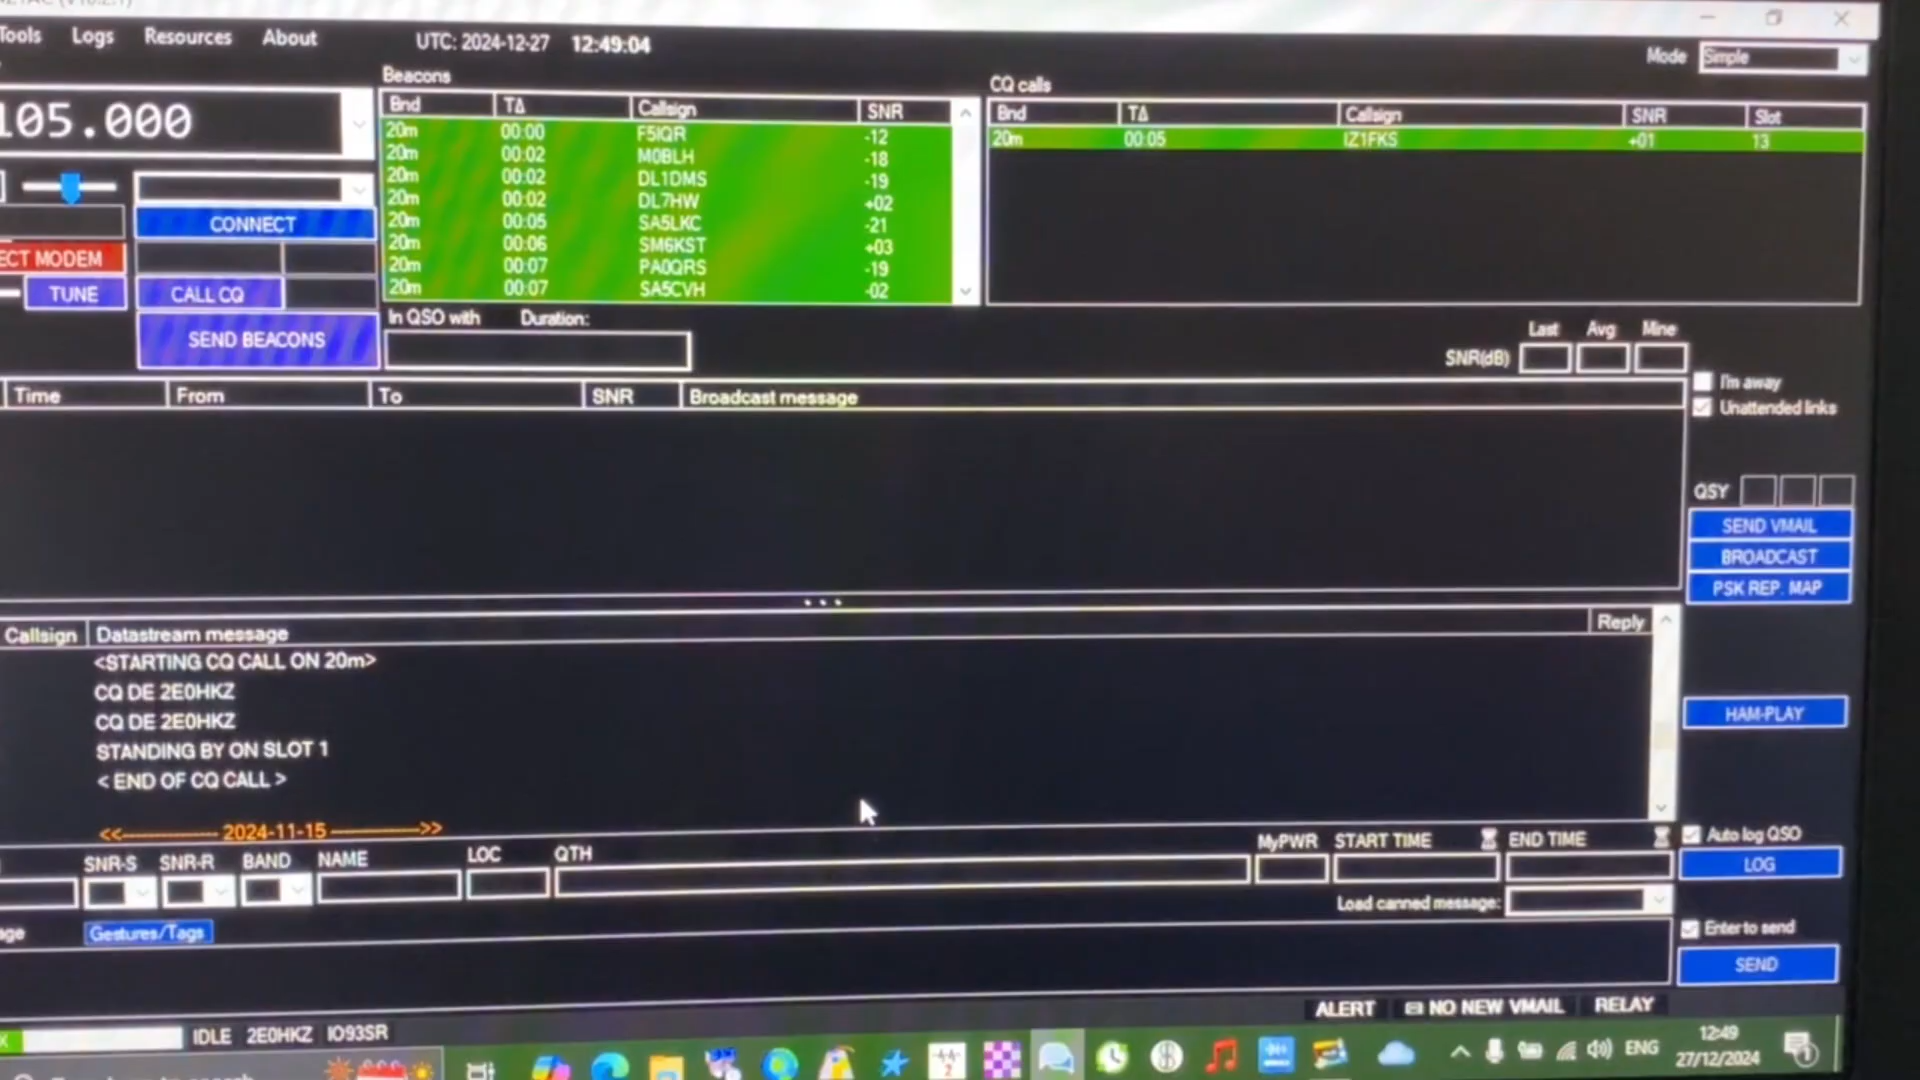 Tools Logs Resources About UTC: 2024-12-27 12:49:04
Mode Simple
Beacons
Bnd TΔ Callsign SNR
20m 00:00 F5IQR -12
20m 00:02 M0BLH -18
20m 00:02 DL1DMS -19
20m 00:02 DL7HW +02
20m 00:05 SA5LKC -21
20m 00:06 SM6KST +03
20m 00:07 PA0QRS -19
20m 00:07 SA5CVH -02
CQ calls
Bnd TΔ Callsign SNR Slot
20m 00:05 IZ1FKS +01 13
105.000
CONNECT
ECT MODEM
TUNE CALL CQ
SEND BEACONS
In QSO with Duration:
Last Avg Mine
SNR(dB)
I'm away
Unattended links
Time From To SNR Broadcast message
QSY
SEND VMAIL
BROADCAST
PSK REP. MAP
Callsign Datastream message Reply
<STARTING CQ CALL ON 20m>
CQ DE 2E0HKZ
CQ DE 2E0HKZ
STANDING BY ON SLOT 1
< END OF CQ CALL >
<<-------------- 2024-11-15 -------------->>
HAM-PLAY
SNR-S SNR-R BAND NAME LOC QTH MyPWR START TIME END TIME
Auto log QSO
LOG
Load canned message:
age Gestures/Tags
Enter to send
SEND
ALERT NO NEW VMAIL RELAY
IDLE 2E0HKZ IO93SR
ENG
12:49
27/12/2024